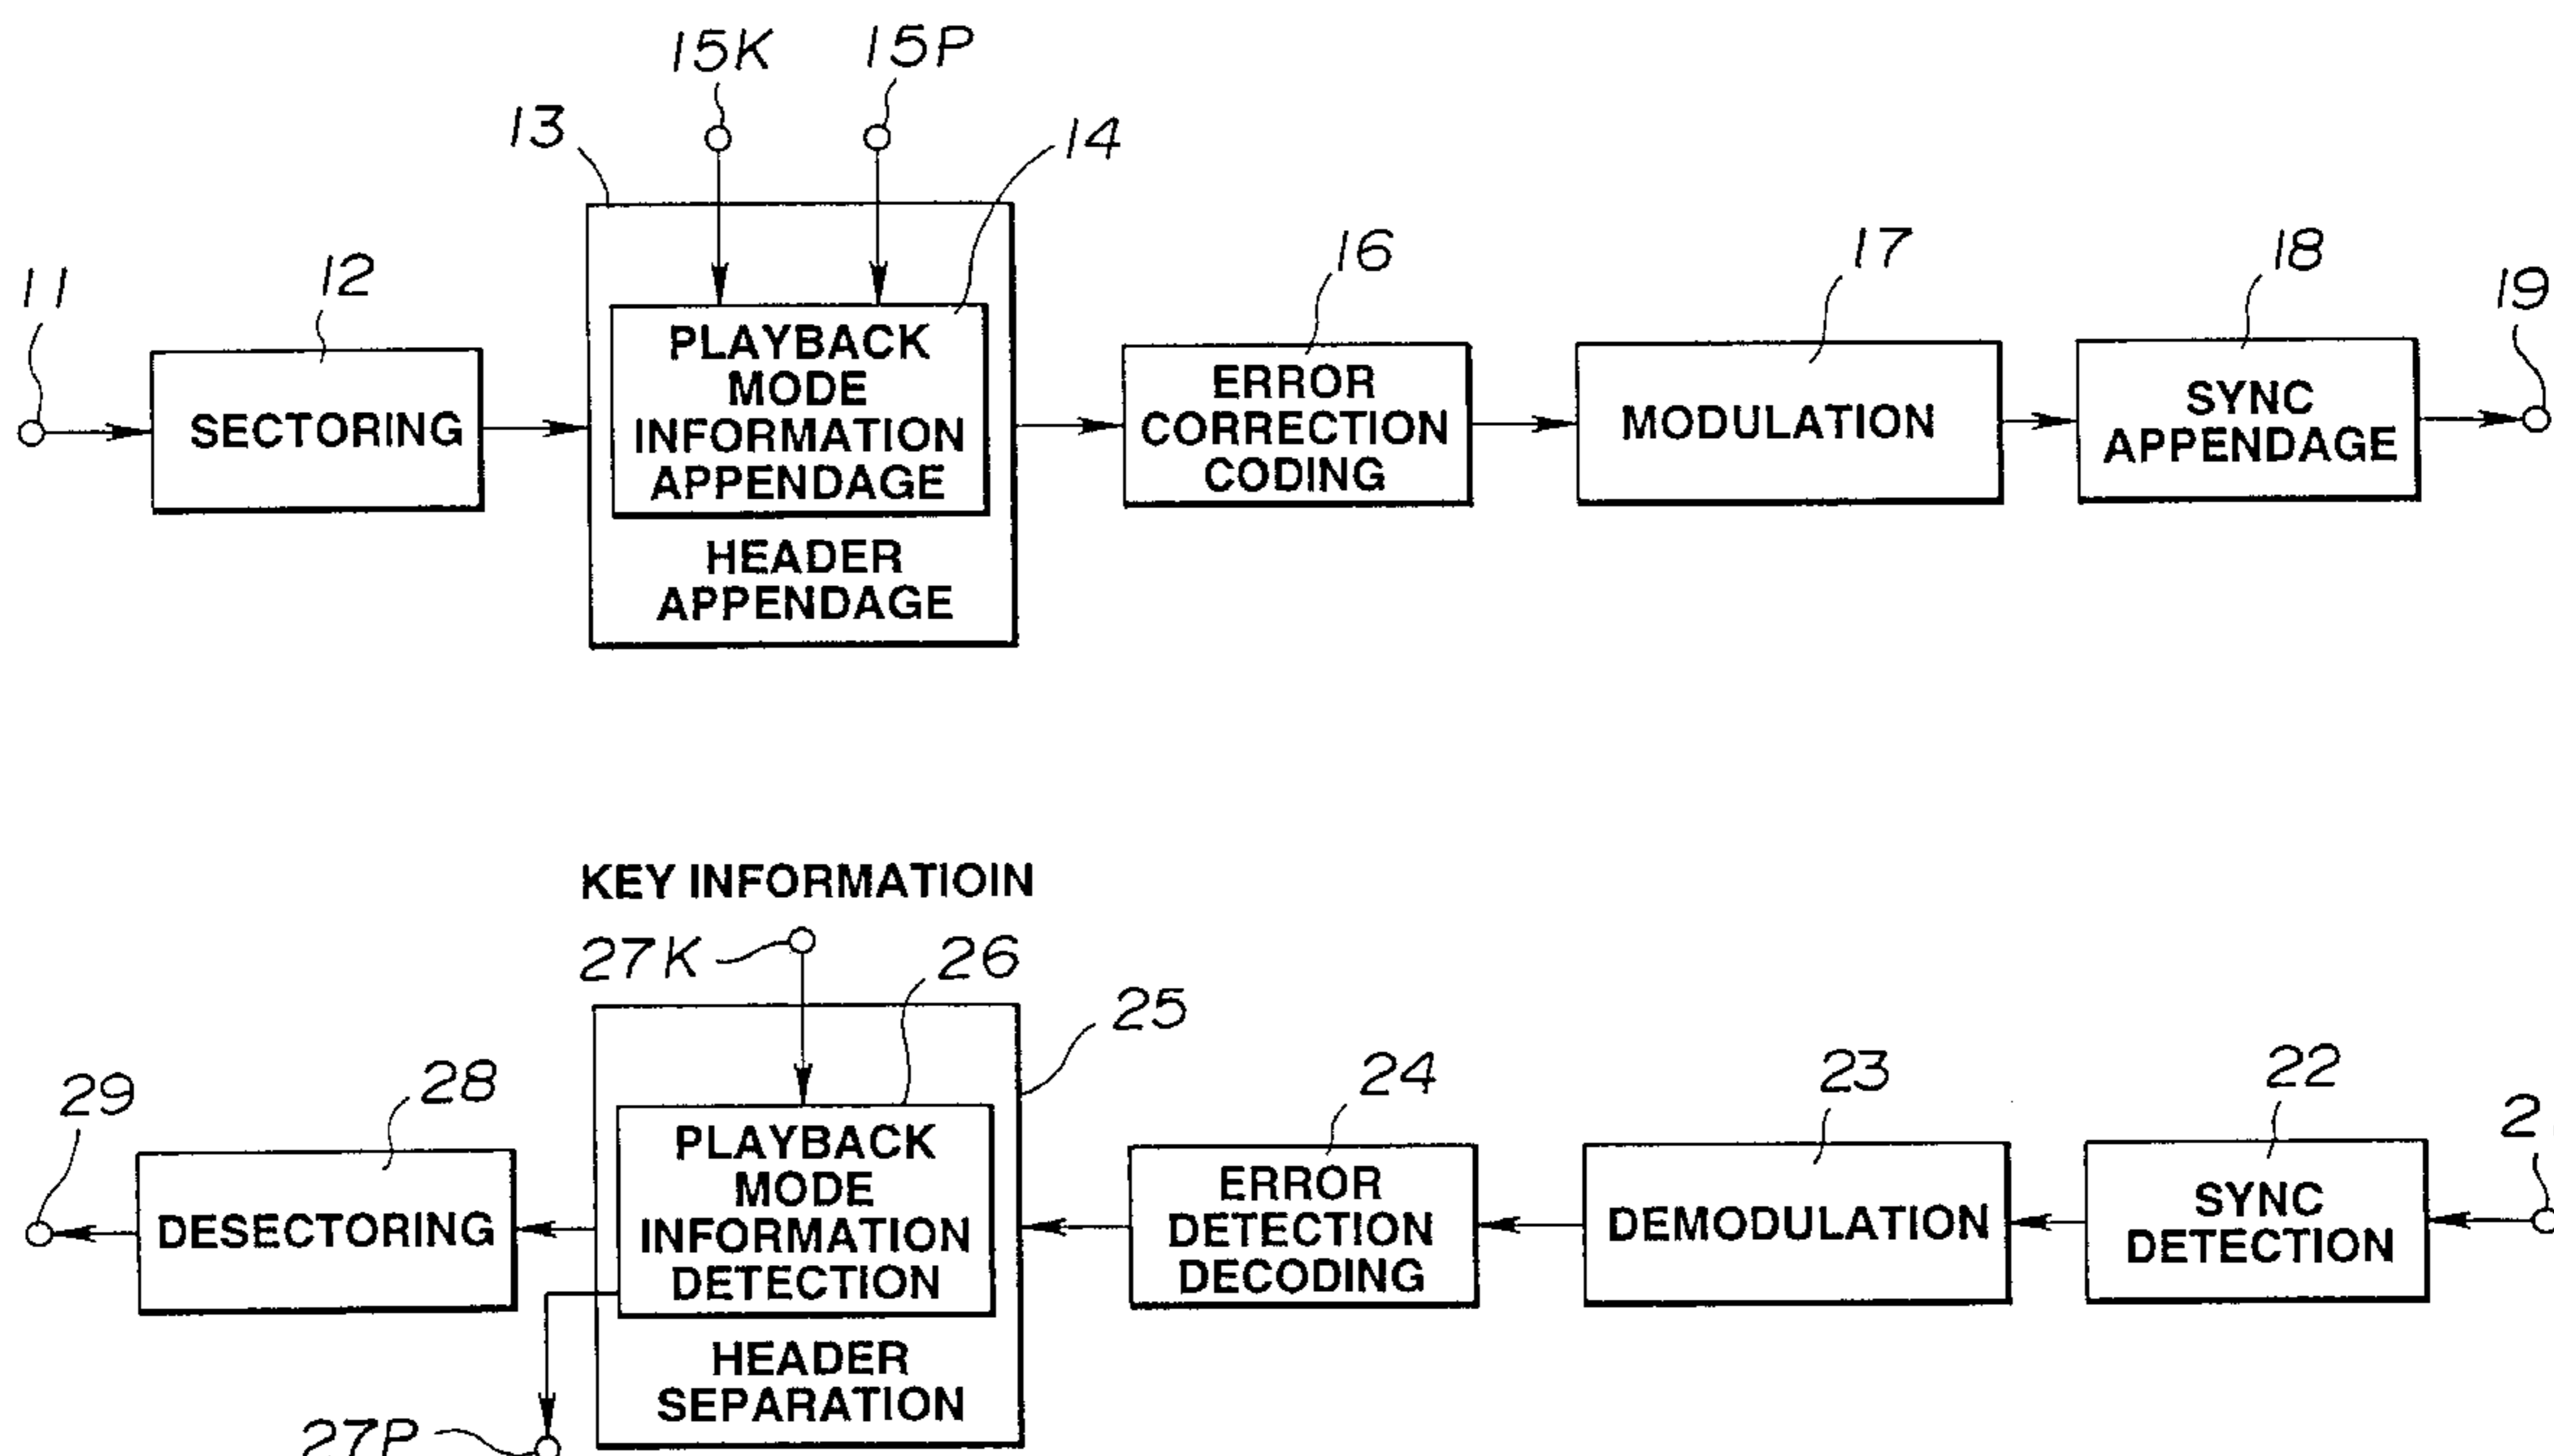 15K
15P
13
14
11
12
16
17
18
19
SECTORING
PLAYBACK
MODE
INFORMATION
APPENDAGE
HEADER
APPENDAGE
ERROR
CORRECTION
CODING
MODULATION
SYNC
APPENDAGE
KEY INFORMATIOIN
27K
26
25
29
28
24
23
22
DESECTORING
PLAYBACK
MODE
INFORMATION
DETECTION
HEADER
SEPARATION
ERROR
DETECTION
DECODING
DEMODULATION
SYNC
DETECTION
27P